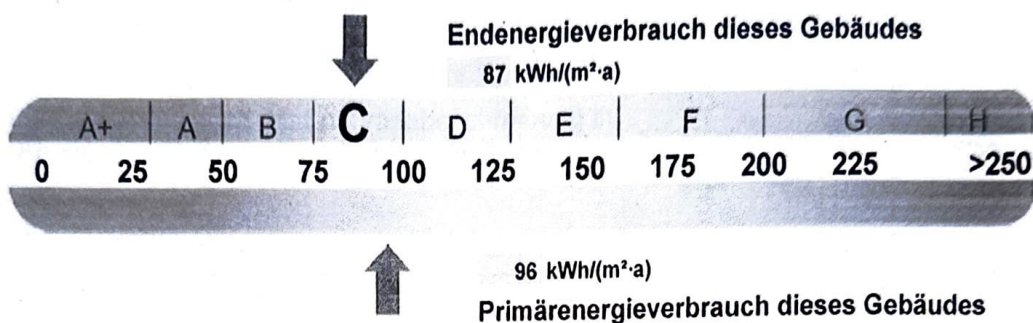 Endenergieverbrauch dieses Gebäudes
87 kWh/(m²·a)
A+ A B C D E F G H
0 25 50 75 100 125 150 175 200 225 >250
96 kWh/(m²·a)
Primärenergieverbrauch dieses Gebäudes